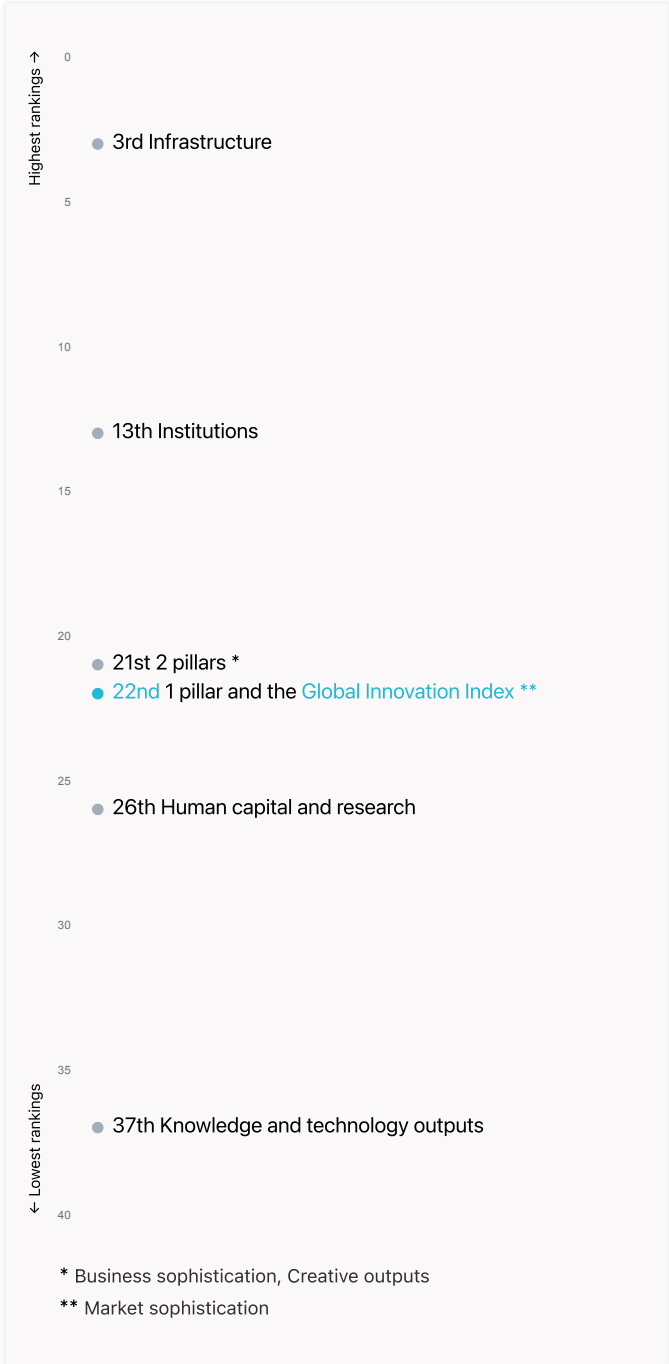 Highest rankings →
0
3rd Infrastructure
5
10
13th Institutions
15
20
21st 2 pillars *
22nd 1 pillar and the Global Innovation Index **
25
26th Human capital and research
30
35
← Lowest rankings
37th Knowledge and technology outputs
40
* Business sophistication, Creative outputs
** Market sophistication